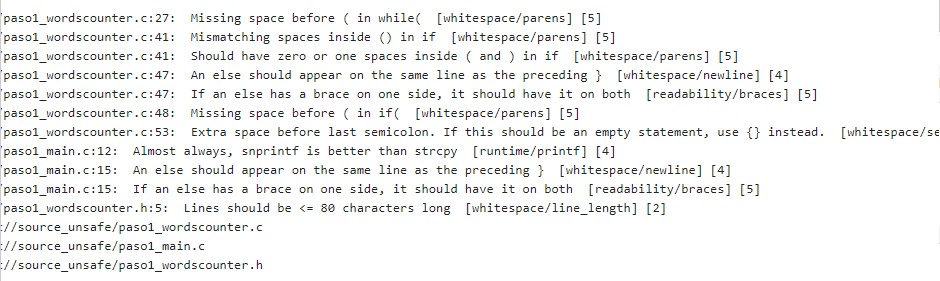 /paso1_wordscounter.c:27:  Missing space before ( in while(  [whitespace/parens] [5]
/paso1_wordscounter.c:41:  Mismatching spaces inside () in if  [whitespace/parens] [5]
/paso1_wordscounter.c:41:  Should have zero or one spaces inside ( and ) in if  [whitespace/parens] [5]
/paso1_wordscounter.c:47:  An else should appear on the same line as the preceding }  [whitespace/newline] [4]
/paso1_wordscounter.c:47:  If an else has a brace on one side, it should have it on both  [readability/braces] [5]
/paso1_wordscounter.c:48:  Missing space before ( in if(  [whitespace/parens] [5]
/paso1_wordscounter.c:53:  Extra space before last semicolon. If this should be an empty statement, use {} instead.  [whitespace/se
/paso1_main.c:12:  Almost always, snprintf is better than strcpy  [runtime/printf] [4]
/paso1_main.c:15:  An else should appear on the same line as the preceding }  [whitespace/newline] [4]
/paso1_main.c:15:  If an else has a brace on one side, it should have it on both  [readability/braces] [5]
/paso1_wordscounter.h:5:  Lines should be <= 80 characters long  [whitespace/line_length] [2]
://source_unsafe/paso1_wordscounter.c
://source_unsafe/paso1_main.c
://source_unsafe/paso1_wordscounter.h